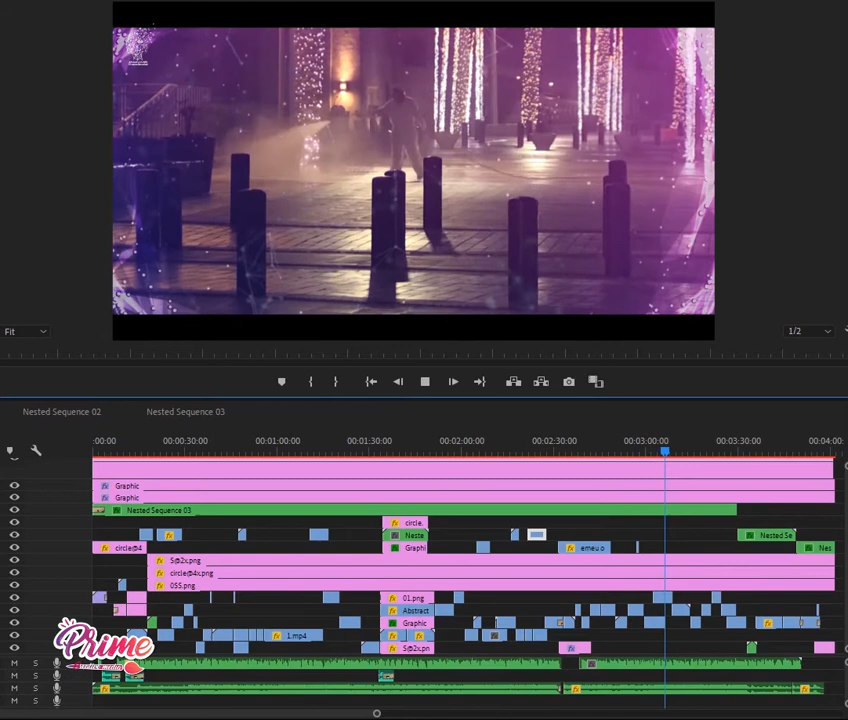 Fit
1/2
Nested Sequence 02
Nested Sequence 03
:00:00
00:00:30:00
00:01:00:00
00:01:30:00
00:02:00:00
00:02:30:00
00:03:00:00
00:03:30:00
00:04:00:
Graphic
Graphic
Nested Sequence 03
circle.
Neste
Nested Se
circle@4
Graphi
emeu o
Nes
S@2x.png
circle@4x.png
0S5.png
01.png
Abstract
Graphic
1.mp4
S@2x.pn
Prime
M S
M S
M S
M S